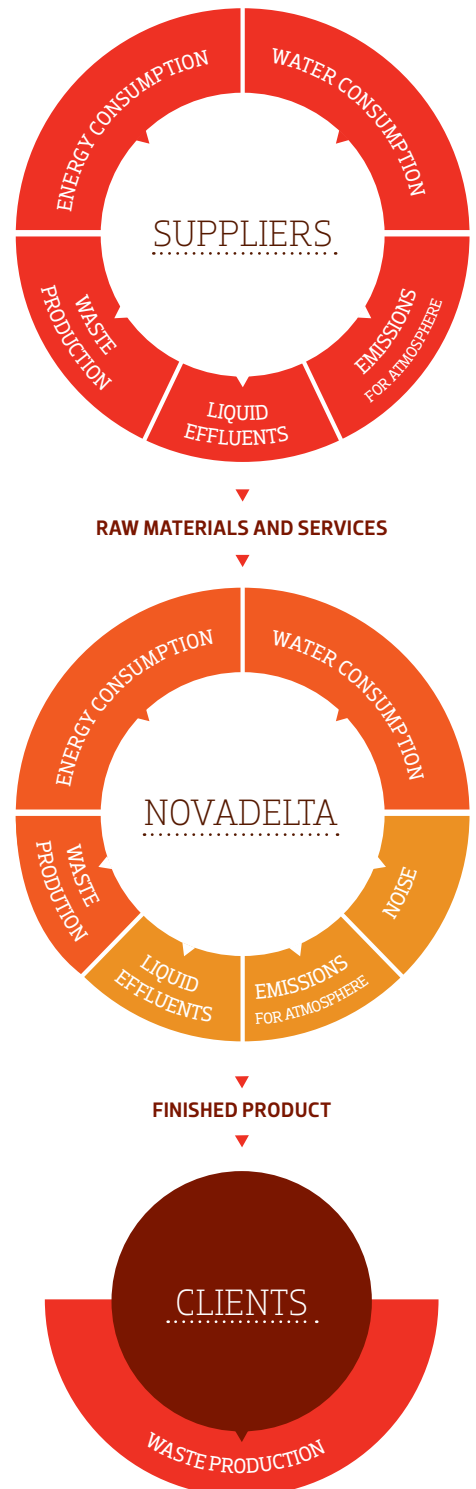 ENERGY CONSUMPTION
WATER CONSUMPTION
SUPPLIERS
WASTE
PRODUCTION
EMISSIONS
FOR ATMOSPHERE
LIQUID
EFFLUENTS
RAW MATERIALS AND SERVICES
ENERGY CONSUMPTION
WATER CONSUMPTION
NOVADELTA
WASTE
PRODUTION
NOISE
LIQUID
EFFLUENTS
EMISSIONS
FOR ATMOSPHERE
FINISHED PRODUCT
CLIENTS
WASTE PRODUCTION